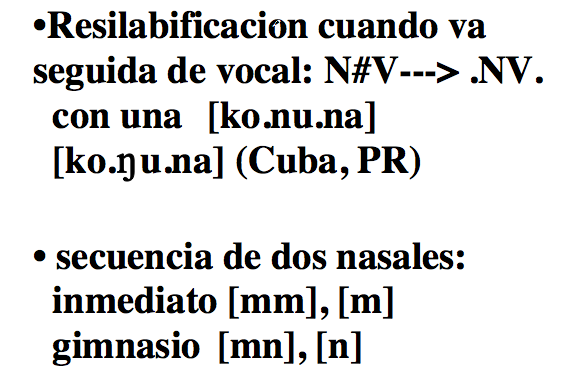 •Resilabificación cuando va
seguida de vocal: N#V---> .NV.
con una [ko.nu.na]
[ko.ŋu.na] (Cuba, PR)
• secuencia de dos nasales:
inmediato [mm], [m]
gimnasio [mn], [n]